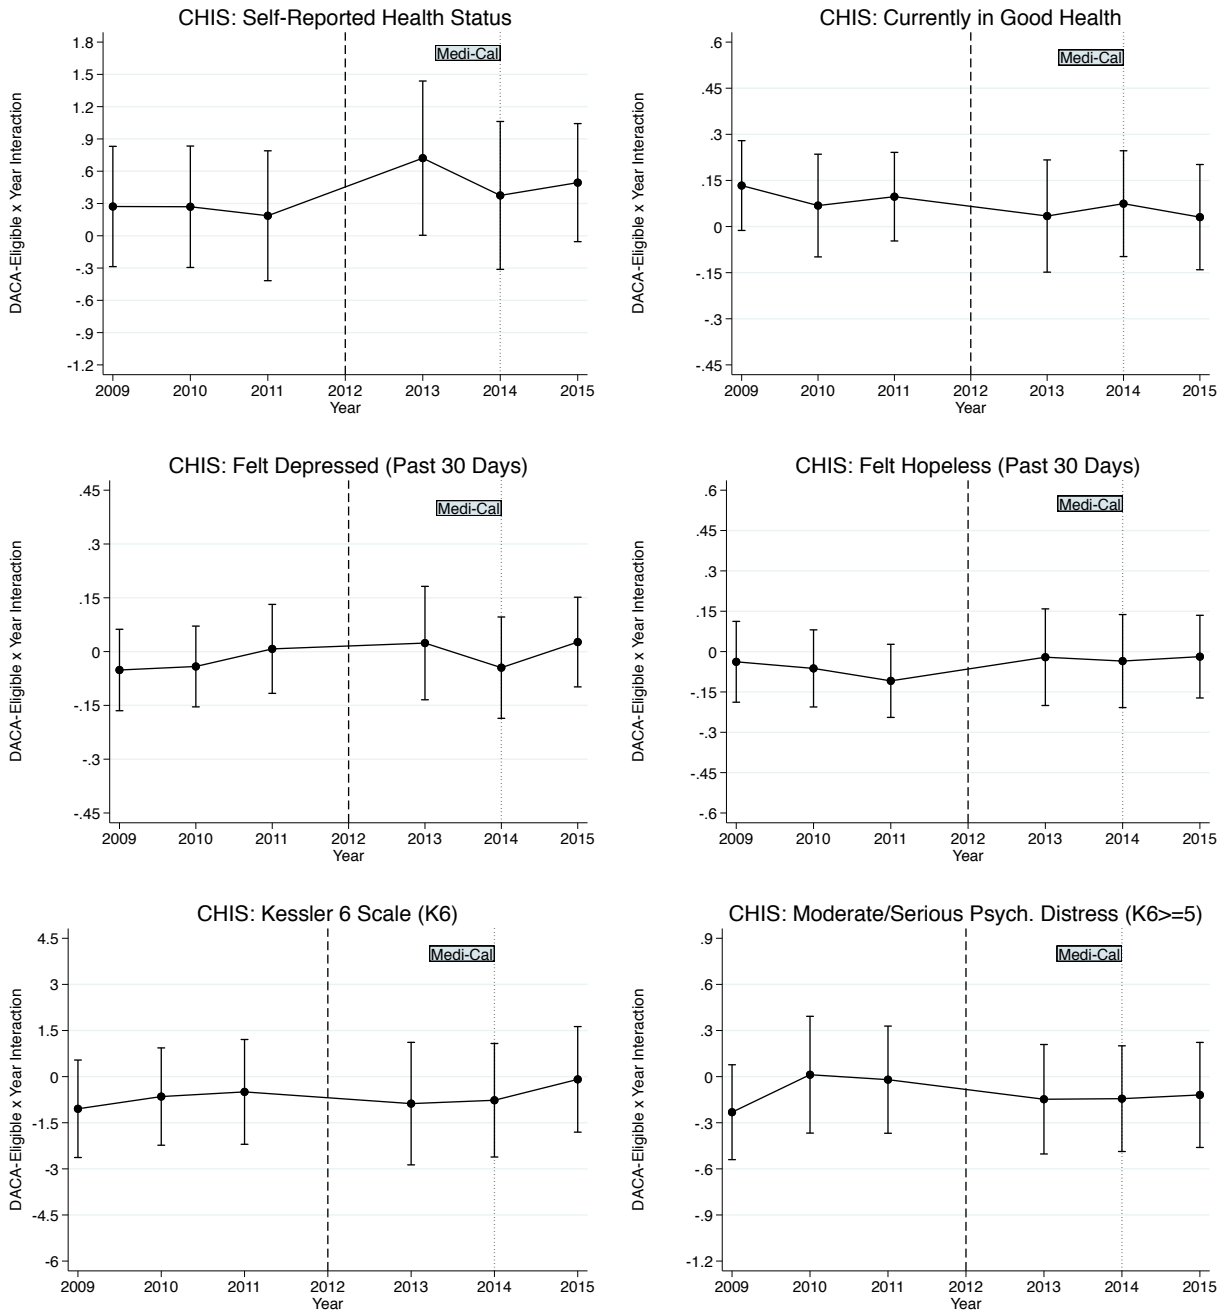 CHIS: Self-Reported Health Status
DACA-Eligible x Year Interaction
1.8
1.5
1.2
.9
.6
.3
0
-.3
-.6
-.9
-1.2
Medi-Cal
2009 2010 2011 2012 2013 2014 2015
Year
CHIS: Currently in Good Health
DACA-Eligible x Year Interaction
.6
.45
.3
.15
0
-.15
-.3
-.45
Medi-Cal
2009 2010 2011 2012 2013 2014 2015
Year
CHIS: Felt Depressed (Past 30 Days)
DACA-Eligible x Year Interaction
.45
.3
.15
0
-.15
-.3
-.45
Medi-Cal
2009 2010 2011 2012 2013 2014 2015
Year
CHIS: Felt Hopeless (Past 30 Days)
DACA-Eligible x Year Interaction
.6
.45
.3
.15
0
-.15
-.3
-.45
-.6
Medi-Cal
2009 2010 2011 2012 2013 2014 2015
Year
CHIS: Kessler 6 Scale (K6)
DACA-Eligible x Year Interaction
4.5
3
1.5
0
-1.5
-3
-4.5
-6
Medi-Cal
2009 2010 2011 2012 2013 2014 2015
Year
CHIS: Moderate/Serious Psych. Distress (K6>=5)
DACA-Eligible x Year Interaction
.9
.6
.3
0
-.3
-.6
-.9
-1.2
Medi-Cal
2009 2010 2011 2012 2013 2014 2015
Year